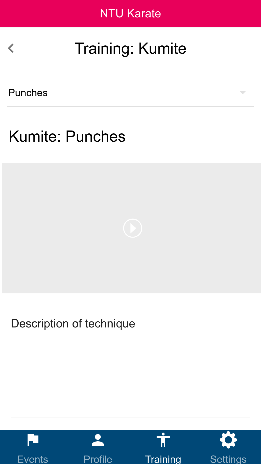 NTU Karate
Training: Kumite
Punches
Kumite: Punches
Description of technique
Events
Profile
Training
Settings